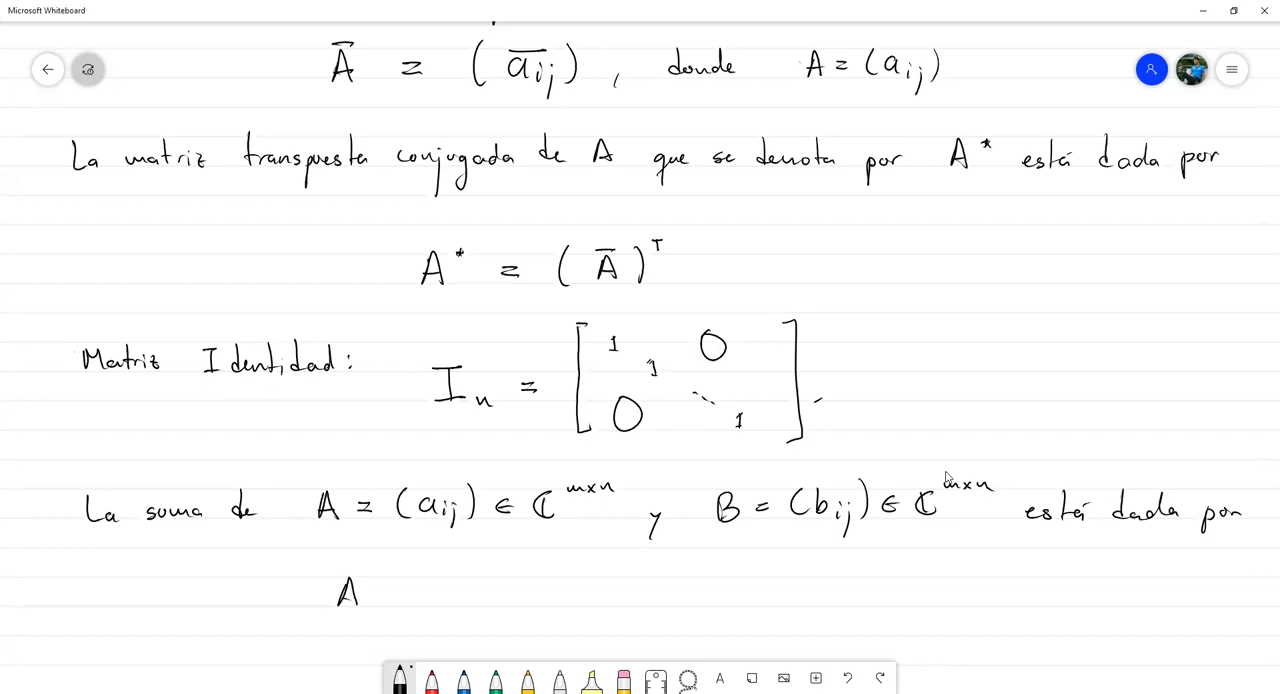 Microsoft Whiteboard
Ā = (a̅ᵢⱼ), donde A = (aᵢⱼ)
La matriz transpuesta conjugada de A que se denota por A* está dada por
A* = (Ā)ᵀ
Matriz Identidad: Iₙ = [1 0 1 0 ⋱ 1].
La suma de A = (aᵢⱼ) ∈ ℂᵐˣⁿ y B = (bᵢⱼ) ∈ ℂᵐˣⁿ está dada por
A